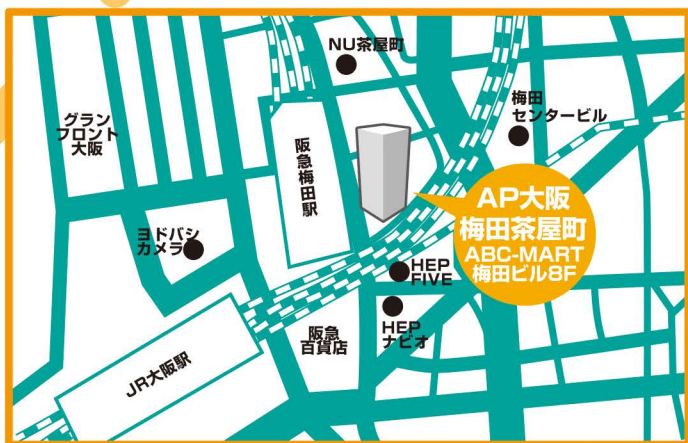 NU茶屋町
梅田
センタービル
グラン
フロント
大阪
阪急梅田駅
AP大阪
梅田茶屋町
ABC-MART
梅田ビル8F
ヨドバシ
カメラ
HEP
FIVE
HEP
ナビオ
阪急
百貨店
JR大阪駅